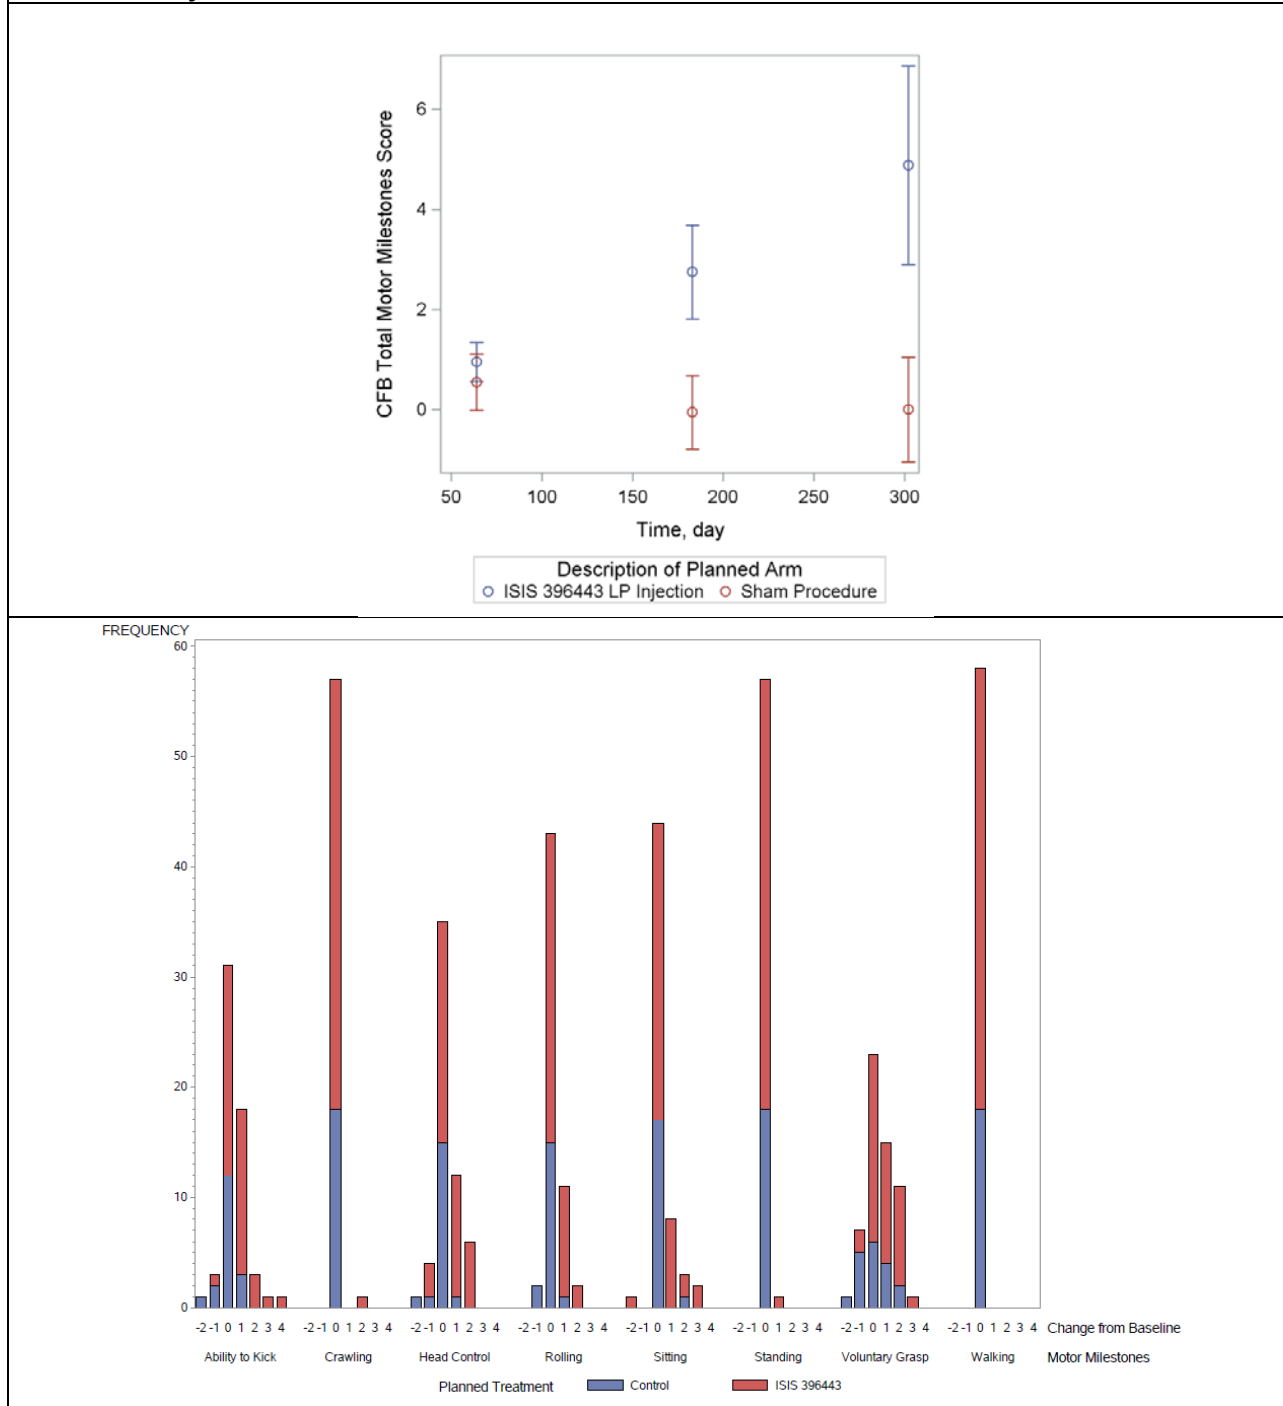 6
4
2
0
CFB Total Motor Milestones Score
50 100 150 200 250 300
Time, day
Description of Planned Arm
ISIS 396443 LP Injection Sham Procedure
FREQUENCY
60
50
40
30
20
10
0
-2 -1 0 1 2 3 4 -2 -1 0 1 2 3 4 -2 -1 0 1 2 3 4 -2 -1 0 1 2 3 4 -2 -1 0 1 2 3 4 -2 -1 0 1 2 3 4 -2 -1 0 1 2 3 4 -2 -1 0 1 2 3 4 Change from Baseline
Ability to Kick Crawling Head Control Rolling Sitting Standing Voluntary Grasp Walking Motor Milestones
Planned Treatment Control ISIS 396443